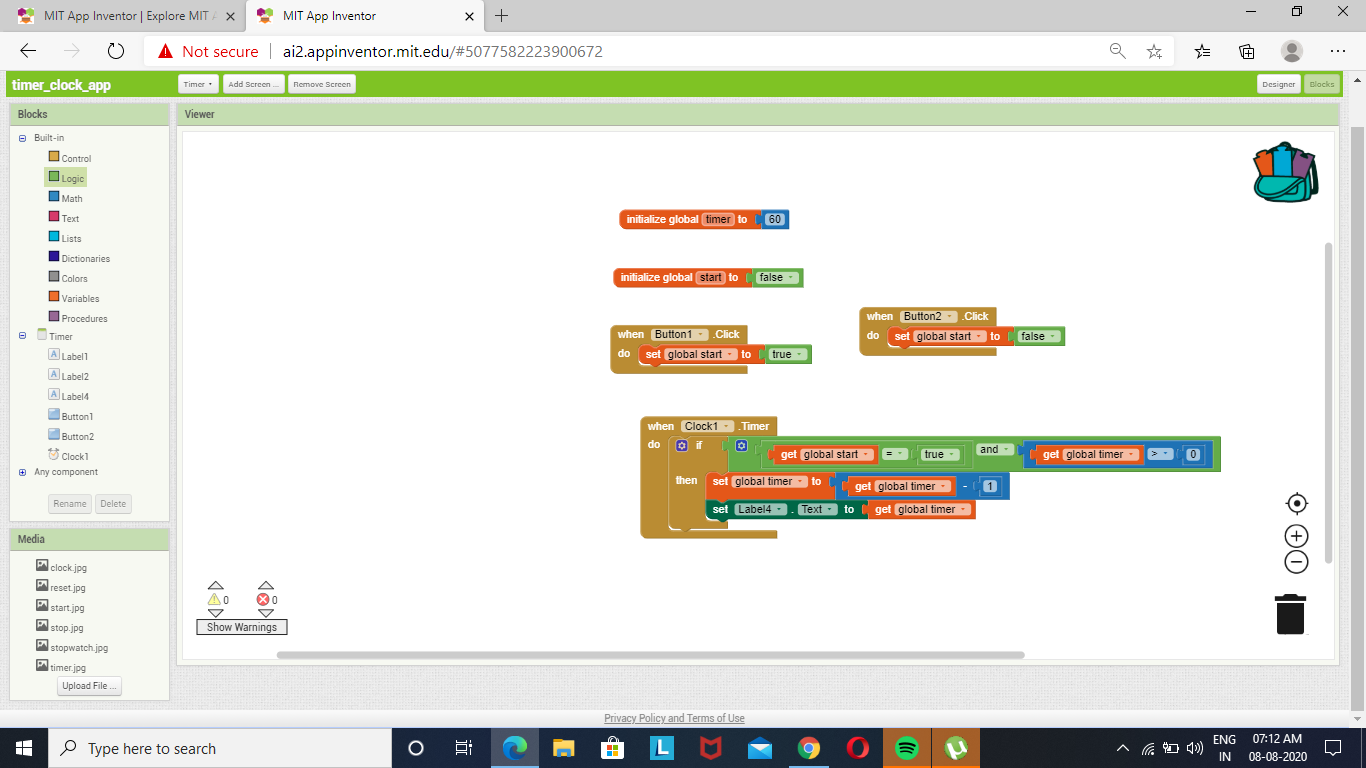 MIT App Inventor | Explore MIT A
MIT App Inventor
Not secure
ai2.appinventor.mit.edu/#5077582223900672
timer_clock_app
Timer
Add Screen ...
Remove Screen
Designer
Blocks
Blocks
Viewer
Built-in
Control
Logic
Math
Text
Lists
Dictionaries
Colors
Variables
Procedures
Timer
Label1
Label2
Label4
Button1
Button2
Clock1
Any component
Rename
Delete
Media
clock.jpg
reset.jpg
start.jpg
stop.jpg
stopwatch.jpg
timer.jpg
Upload File ...
initialize global timer to 60
initialize global start to false
when Button1 .Click
do set global start to true
when Button2 .Click
do set global start to false
when Clock1 .Timer
do if get global start = true and get global timer > 0
then set global timer to get global timer - 1
set Label4 . Text to get global timer
0 0
Show Warnings
Privacy Policy and Terms of Use
Type here to search
ENG
IN
07:12 AM
08-08-2020